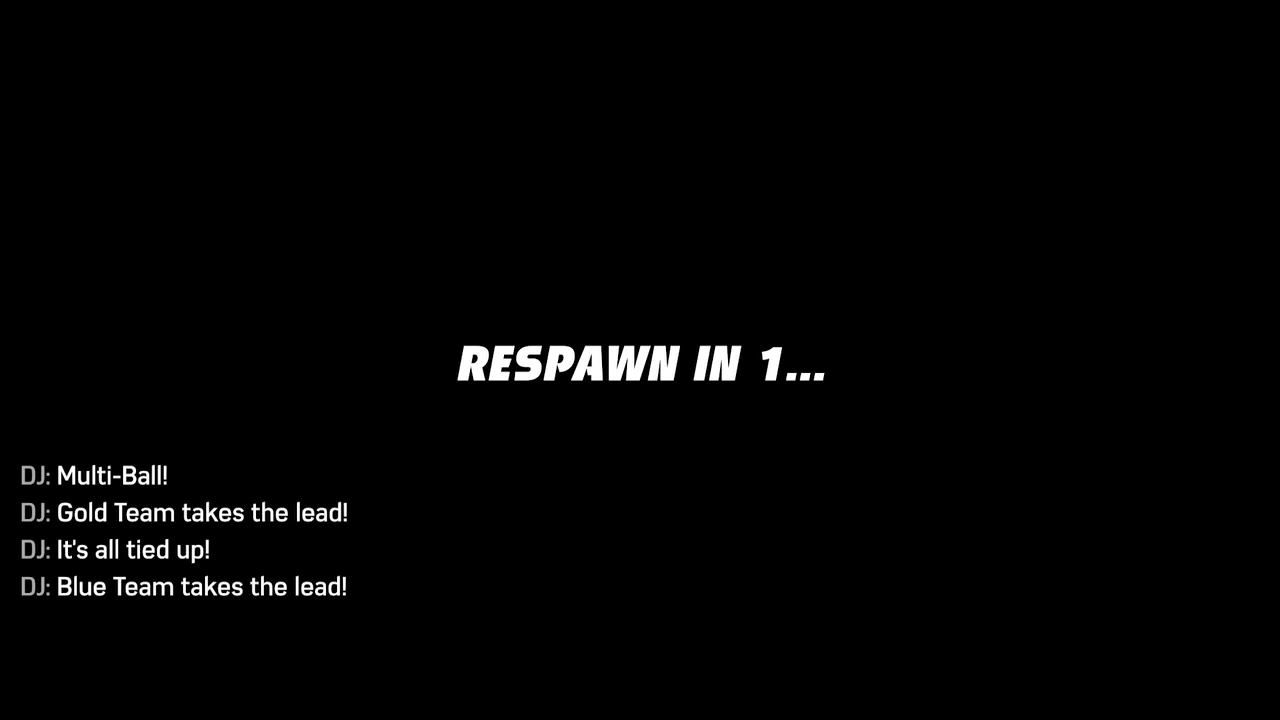 RESPAWN IN 1...
DJ: Multi-Ball!
DJ: Gold Team takes the lead!
DJ: It's all tied up!
DJ: Blue Team takes the lead!